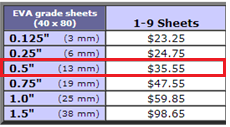 EVA grade sheets (40 x 80) 1-9 Sheets
0.125" (3 mm) $23.25
0.25" (6 mm) $24.75
0.5" (13 mm) $35.55
0.75" (19 mm) $47.55
1.0" (25 mm) $59.85
1.5" (38 mm) $98.65